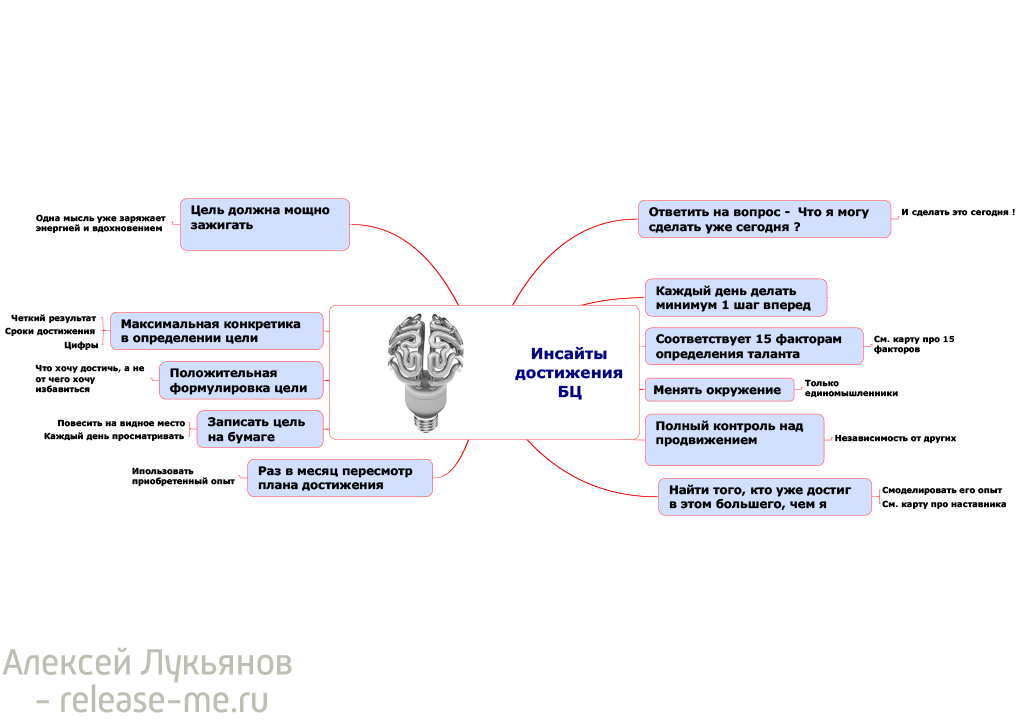 Инсайты
достижения
БЦ
Ответить на вопрос - Что я могу
сделать уже сегодня ?
И сделать это сегодня !
Каждый день делать
минимум 1 шаг вперед
Соответствует 15 факторам
определения таланта
См. карту про 15
факторов
Менять окружение
Только
единомышленники
Полный контроль над
продвижением
Независимость от других
Найти того, кто уже достиг
в этом большего, чем я
Смоделировать его опыт
См. карту про наставника
Цель должна мощно
зажигать
Одна мысль уже заряжает
энергией и вдохновением
Максимальная конкретика
в определении цели
Четкий результат
Сроки достижения
Цифры
Положительная
формулировка цели
Что хочу достичь, а не
от чего хочу
избавиться
Записать цель
на бумаге
Повесить на видное место
Каждый день просматривать
Раз в месяц пересмотр
плана достижения
Ипользовать
приобретенный опыт
Алексей Лукьянов
- release-me.ru